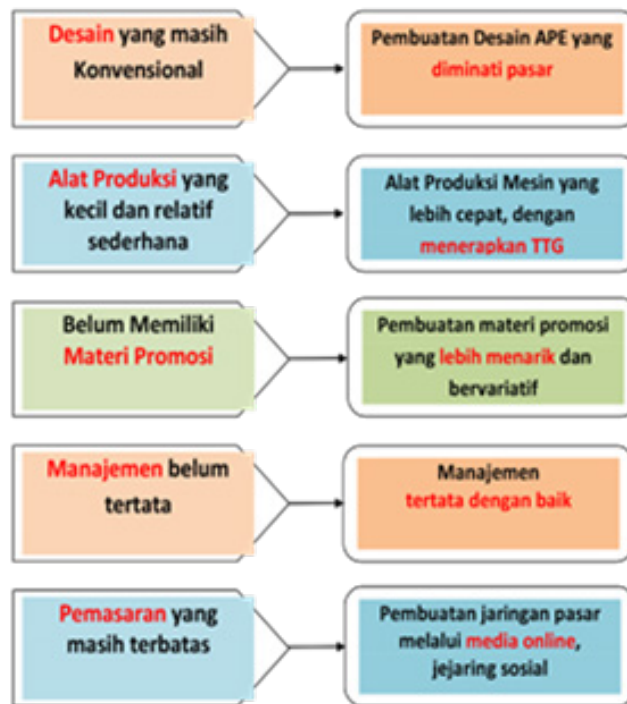 Desain yang masih
Konvensional
Pembuatan Desain APE yang
diminati pasar
Alat Produksi yang
kecil dan relatif
sederhana
Alat Produksi Mesin yang
lebih cepat, dengan
menerapkan TTG
Belum Memiliki
Materi Promosi
Pembuatan materi promosi
yang lebih menarik dan
bervariatif
Manajemen belum
tertata
Manajemen
tertata dengan baik
Pemasaran yang
masih terbatas
Pembuatan jaringan pasar
melalui media online,
jejaring sosial